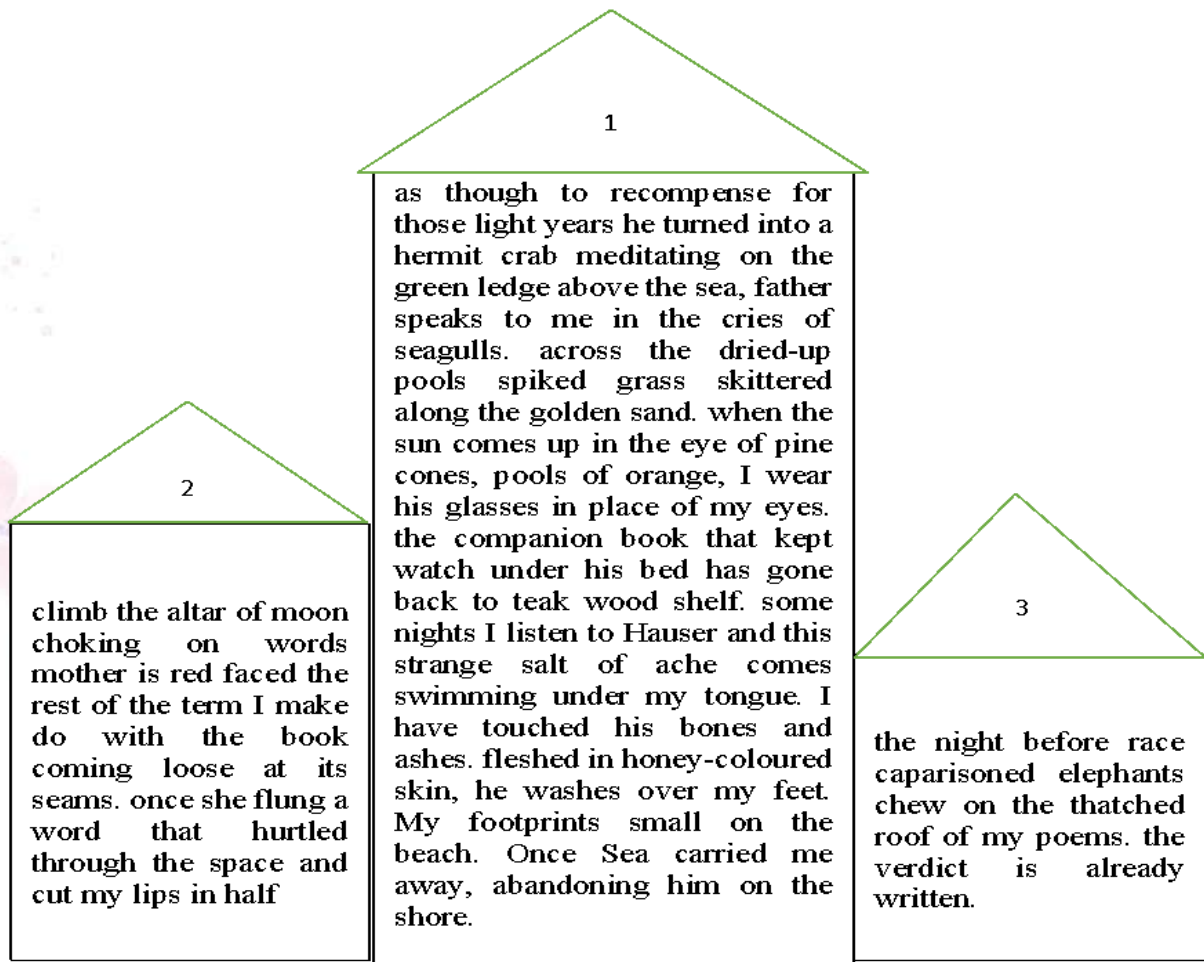 1
as though to recompense for
those light years he turned into a
hermit crab meditating on the
green ledge above the sea, father
speaks to me in the cries of
seagulls. across the dried-up
pools spiked grass skittered
along the golden sand. when the
sun comes up in the eye of pine
cones, pools of orange, I wear
his glasses in place of my eyes.
the companion book that kept
watch under his bed has gone
back to teak wood shelf. some
nights I listen to Hauser and this
strange salt of ache comes
swimming under my tongue. I
have touched his bones and
ashes. fleshed in honey-coloured
skin, he washes over my feet.
My footprints small on the
beach. Once Sea carried me
away, abandoning him on the
shore.
2
climb the altar of moon
choking on words
mother is red faced the
rest of the term I make
do with the book
coming loose at its
seams. once she flung a
word that hurtled
through the space and
cut my lips in half
3
the night before race
caparisoned elephants
chew on the thatched
roof of my poems. the
verdict is already
written.